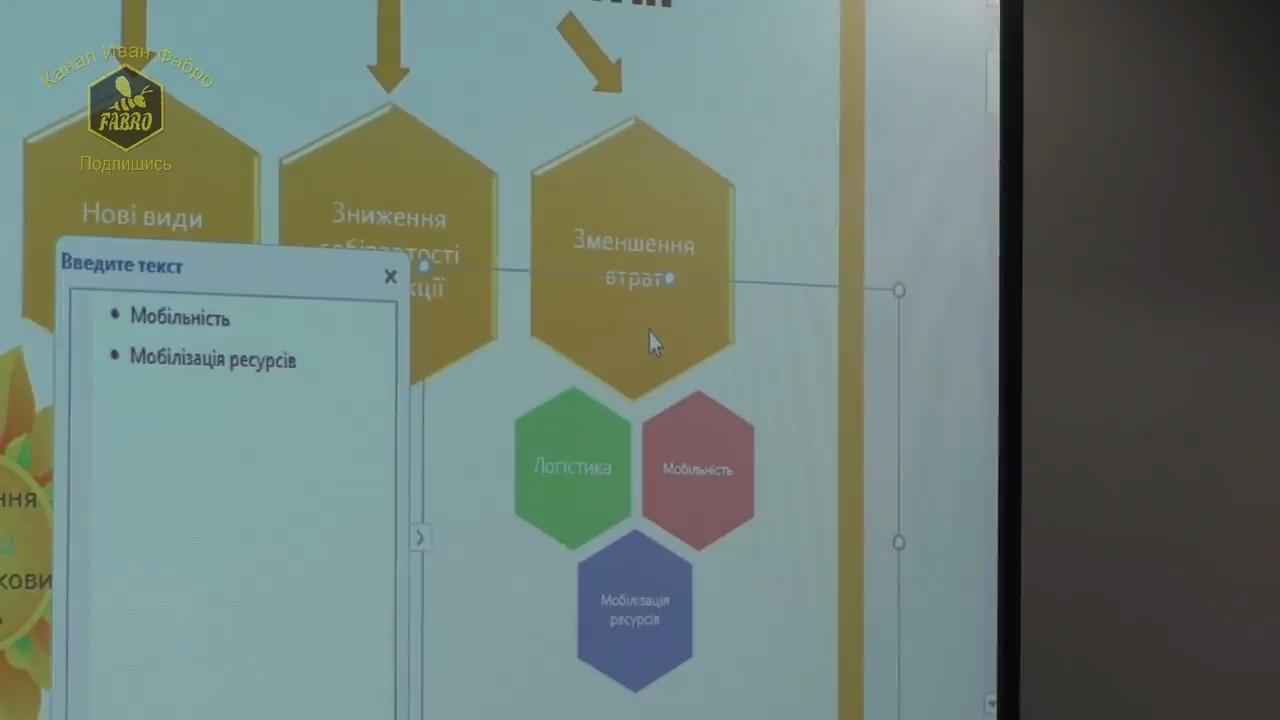 Канал Иван Фабро
FABRO
Подпишись
Нові види
Зниження
Зменшення
втрат
Введите текст
Мобільність
Мобілізація ресурсів
Логістика
Мобільність
Мобілізація
ресурсів